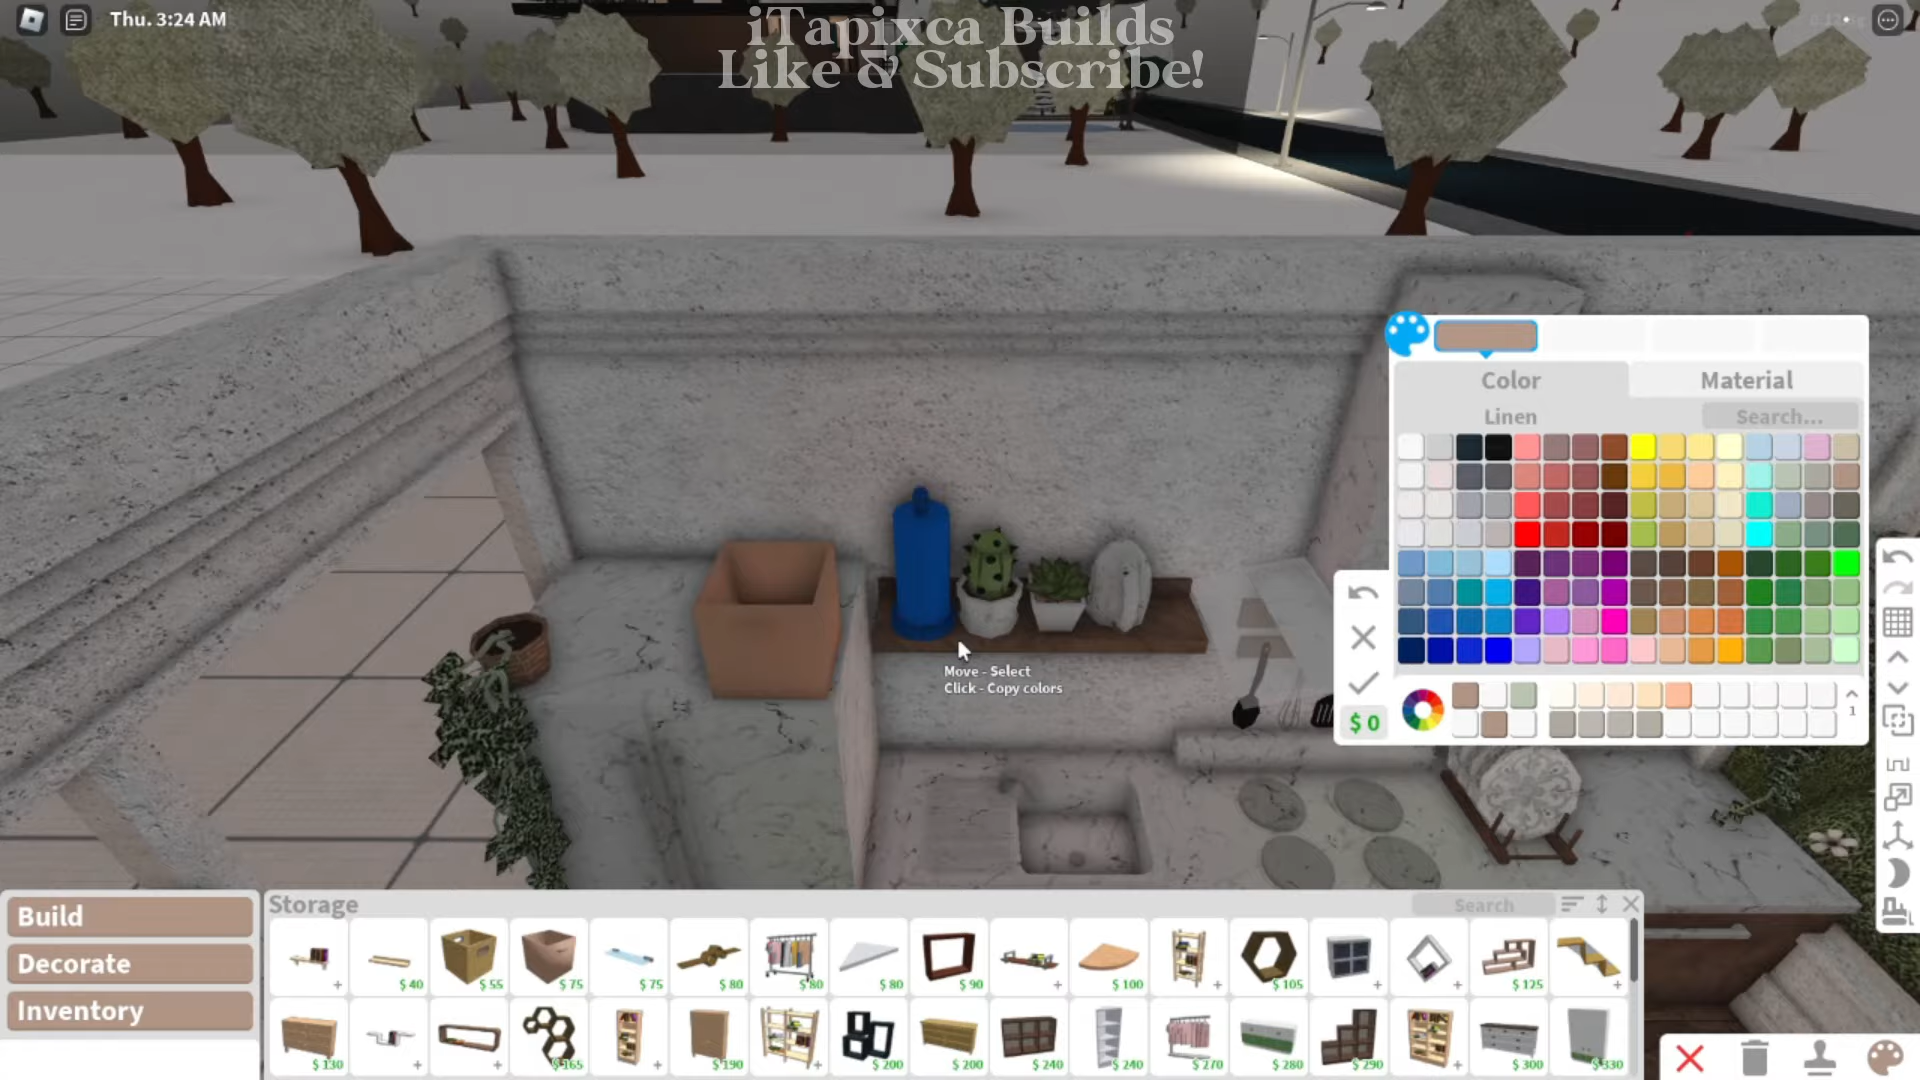 Thu. 3:24 AM
iTapixca Builds
Like & Subscribe!
Color
Material
Linen
Search...
Move - Select
Click - Copy colors
$ 0
1
Build
Decorate
Inventory
Storage
Search
$ 40
$ 55
$ 75
$ 75
$ 80
$ 80
$ 80
$ 90
$ 100
$ 105
$ 125
$ 130
$ 165
$ 190
$ 200
$ 200
$ 240
$ 240
$ 270
$ 280
$ 290
$ 300
$ 330